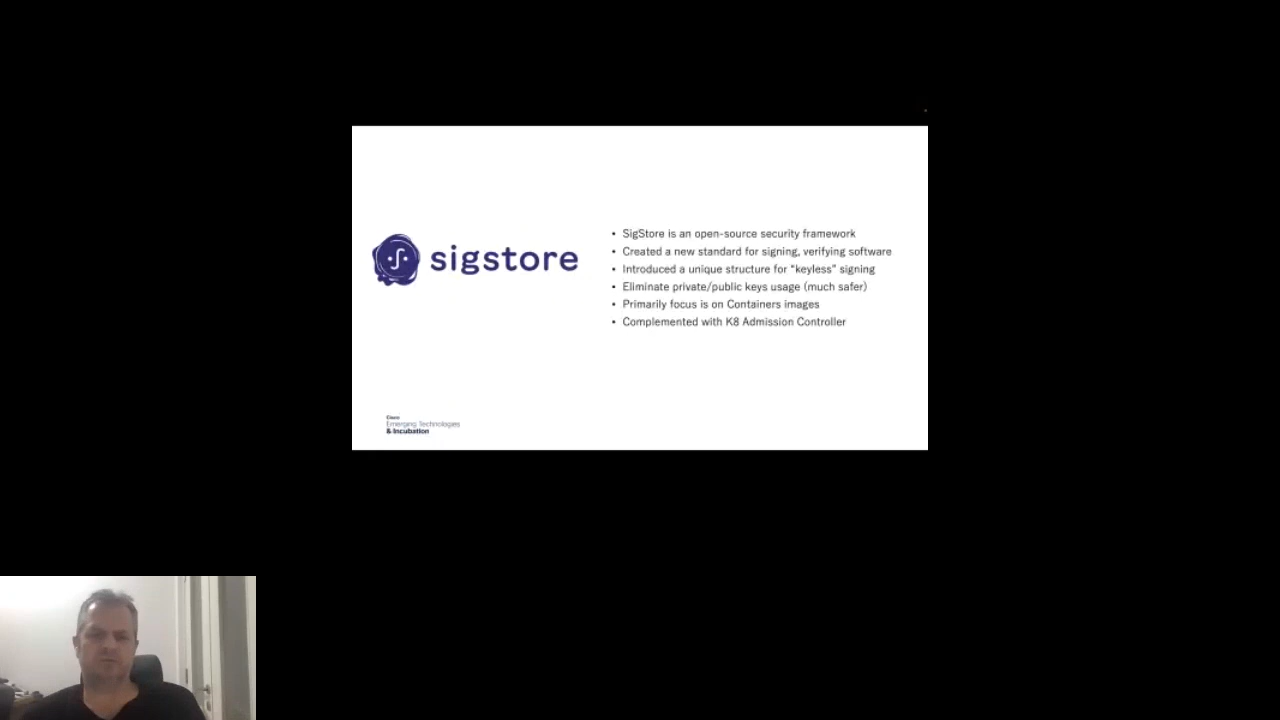 sigstore
• SigStore is an open-source security framework
• Created a new standard for signing, verifying software
• Introduced a unique structure for “keyless” signing
• Eliminate private/public keys usage (much safer)
• Primarily focus is on Containers images
• Complemented with K8 Admission Controller
Cisco
Emerging Technologies
& Incubation